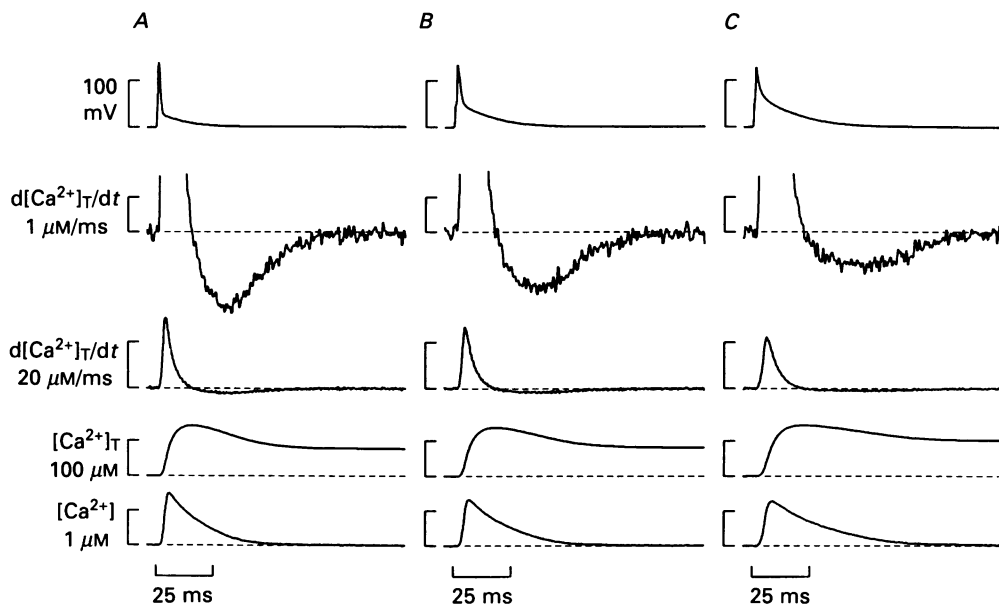 A B C
100
mV
d[Ca²⁺]T/dt
1 μM/ms
d[Ca²⁺]T/dt
20 μM/ms
[Ca²⁺]T
100 μM
[Ca²⁺]
1 μM
25 ms 25 ms 25 ms